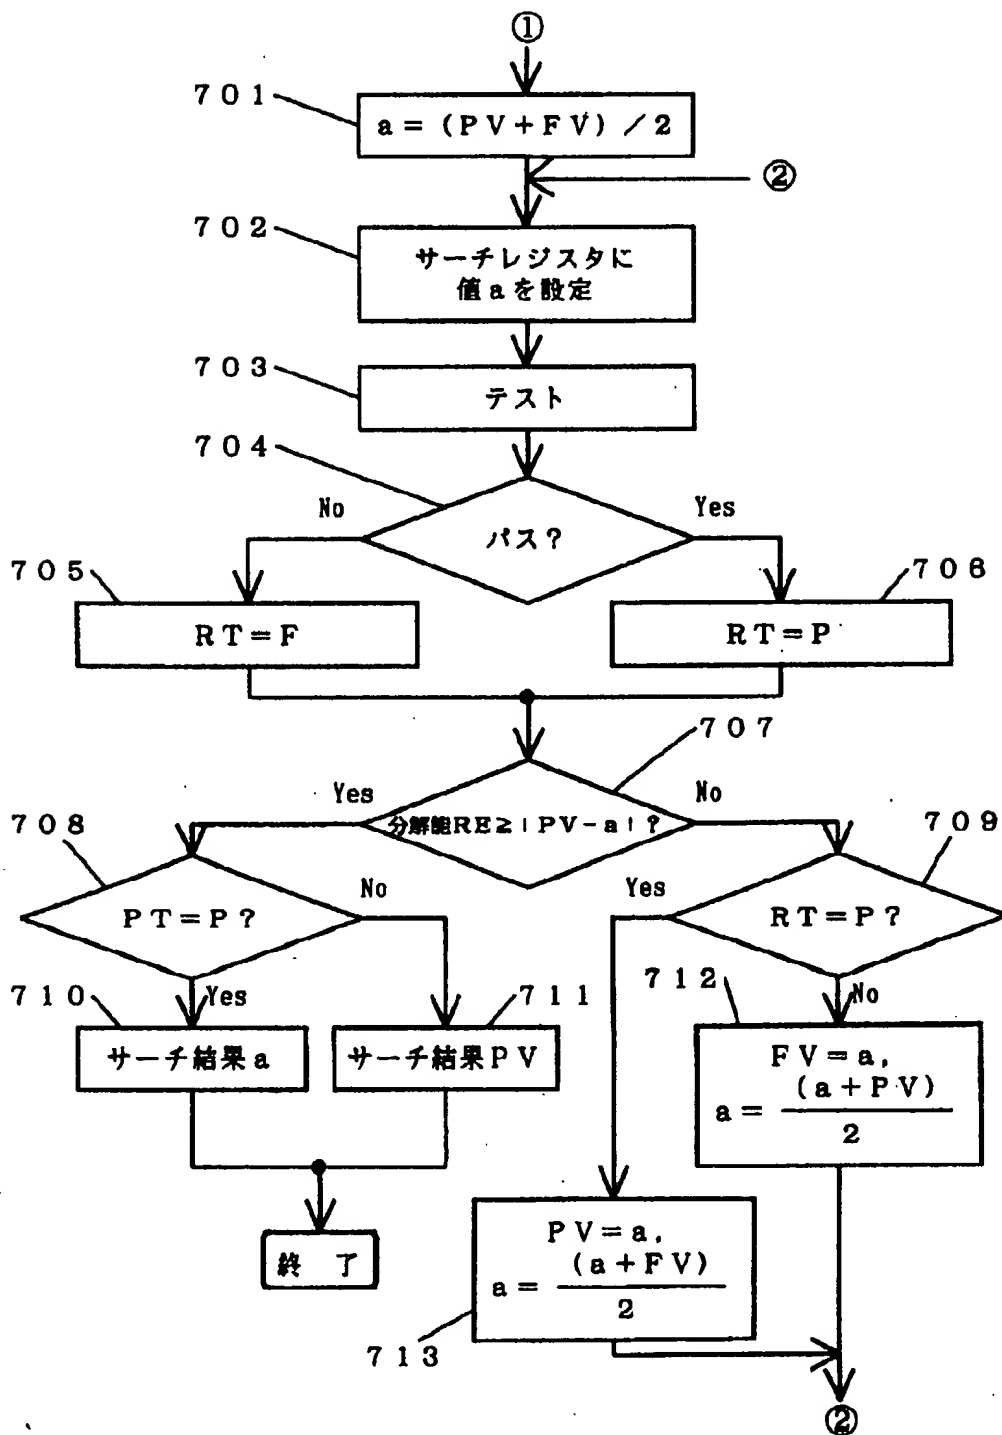 ①
701
a=(PV+FV)/2
②
702
サーチレジスタに
値aを設定
703
テスト
704
No
Yes
パス?
705
706
RT=F
RT=P
707
Yes
No
分解能RE≥|PV-a|?
708
709
No
Yes
PT=P?
RT=P?
710
Yes
711
712
No
サーチ結果a
サーチ結果PV
FV=a,
(a+PV)
a=
2
終 了
PV=a,
(a+FV)
a=
2
713
②